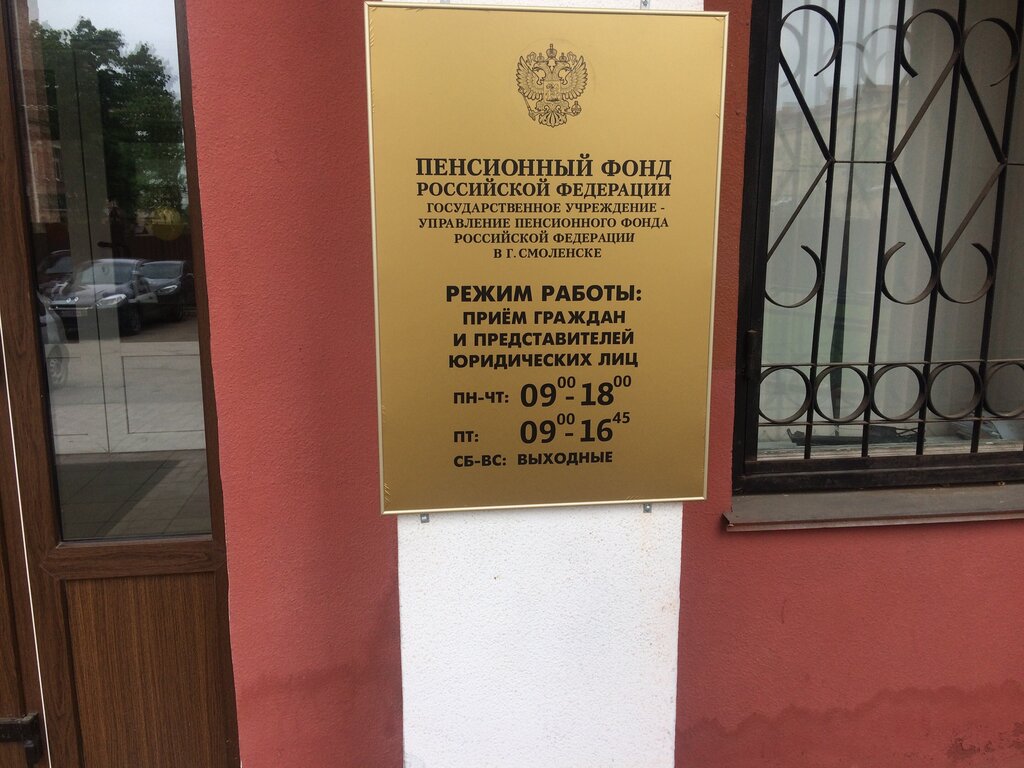 ПЕНСИОННЫЙ ФОНД
РОССИЙСКОЙ ФЕДЕРАЦИИ
ГОСУДАРСТВЕННОЕ УЧРЕЖДЕНИЕ -
УПРАВЛЕНИЕ ПЕНСИОННОГО ФОНДА
РОССИЙСКОЙ ФЕДЕРАЦИИ
В Г. СМОЛЕНСКЕ
РЕЖИМ РАБОТЫ:
ПРИЁМ ГРАЖДАН
И ПРЕДСТАВИТЕЛЕЙ
ЮРИДИЧЕСКИХ ЛИЦ
ПН-ЧТ: 09⁰⁰-18⁰⁰
ПТ: 09⁰⁰-16⁴⁵
СБ-ВС: ВЫХОДНЫЕ